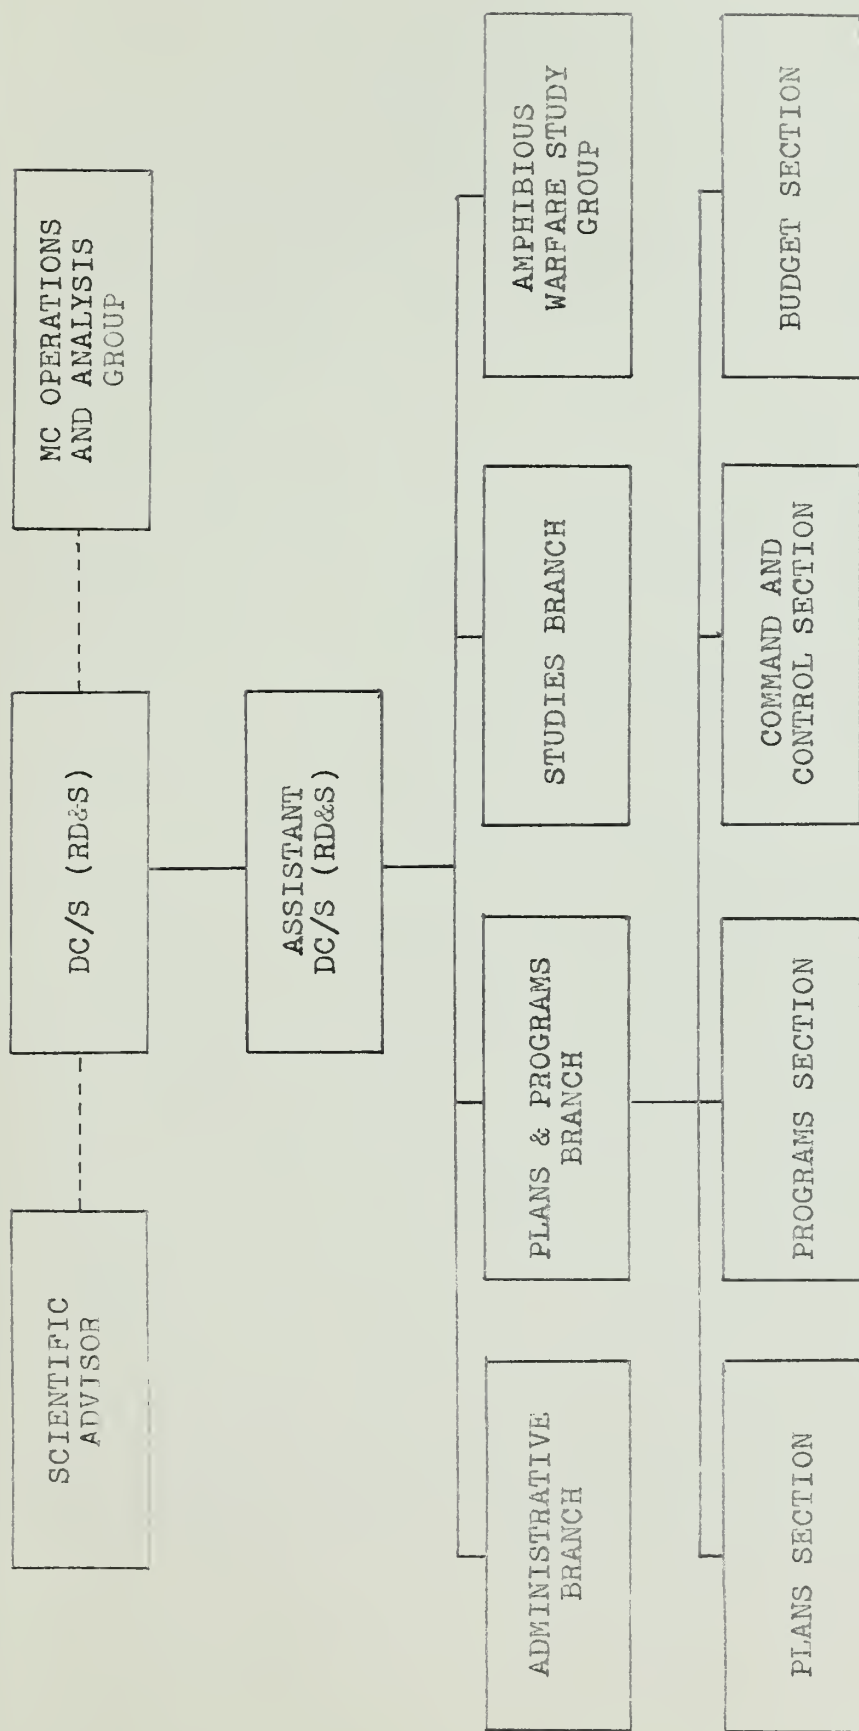 SCIENTIFIC
ADVISOR
DC/S (RD&S)
MC OPERATIONS
AND ANALYSIS
GROUP
ASSISTANT
DC/S (RD&S)
ADMINISTRATIVE
BRANCH
PLANS & PROGRAMS
BRANCH
STUDIES BRANCH
AMPHIBIOUS
WARFARE STUDY
GROUP
PLANS SECTION
PROGRAMS SECTION
COMMAND AND
CONTROL SECTION
BUDGET SECTION